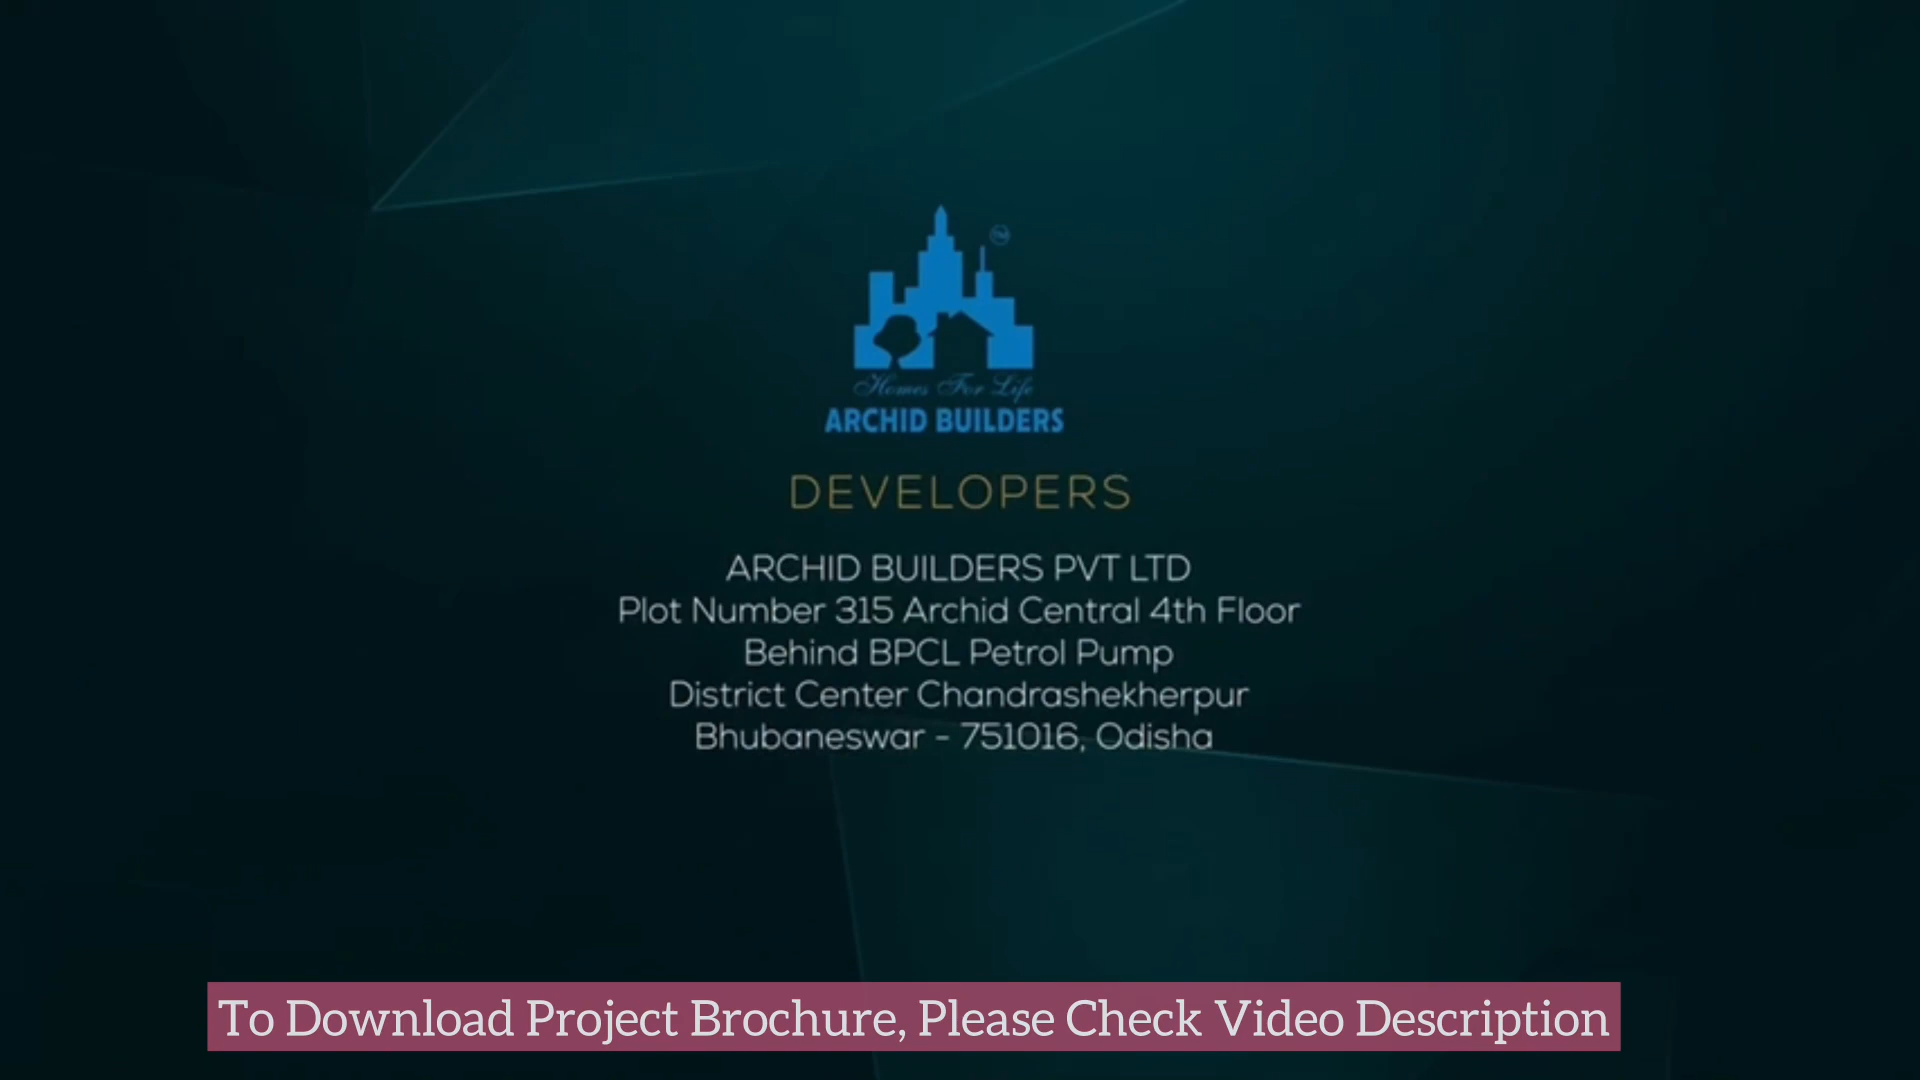 TM
Homes For Life
ARCHID BUILDERS
DEVELOPERS
ARCHID BUILDERS PVT LTD
Plot Number 315 Archid Central 4th Floor
Behind BPCL Petrol Pump
District Center Chandrashekherpur
Bhubaneswar - 751016, Odisha
To Download Project Brochure, Please Check Video Description